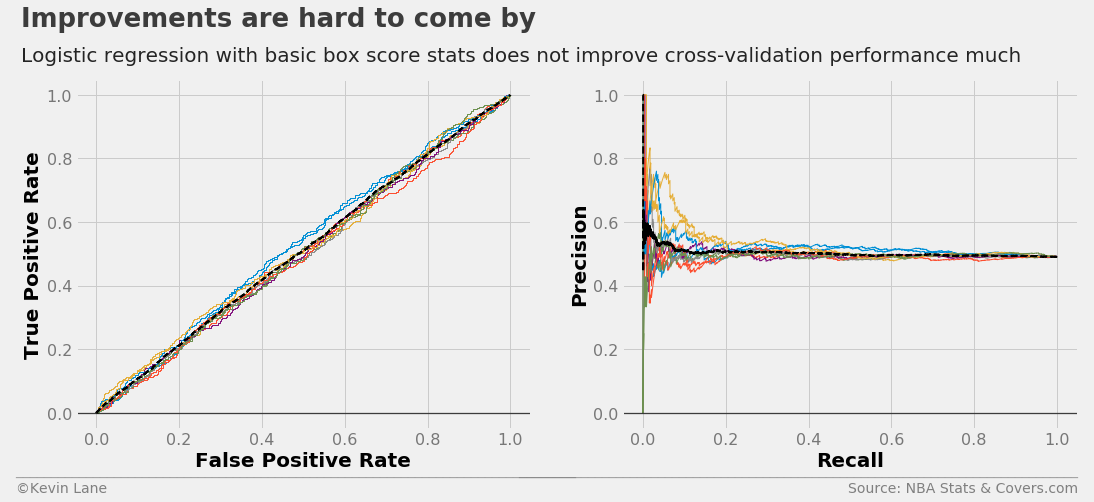 Improvements are hard to come by
Logistic regression with basic box score stats does not improve cross-validation performance much
True Positive Rate
1.0
0.8
0.6
0.4
0.2
0.0
0.0 0.2 0.4 0.6 0.8 1.0
False Positive Rate
Precision
1.0
0.8
0.6
0.4
0.2
0.0
0.0 0.2 0.4 0.6 0.8 1.0
Recall
©Kevin Lane
Source: NBA Stats & Covers.com